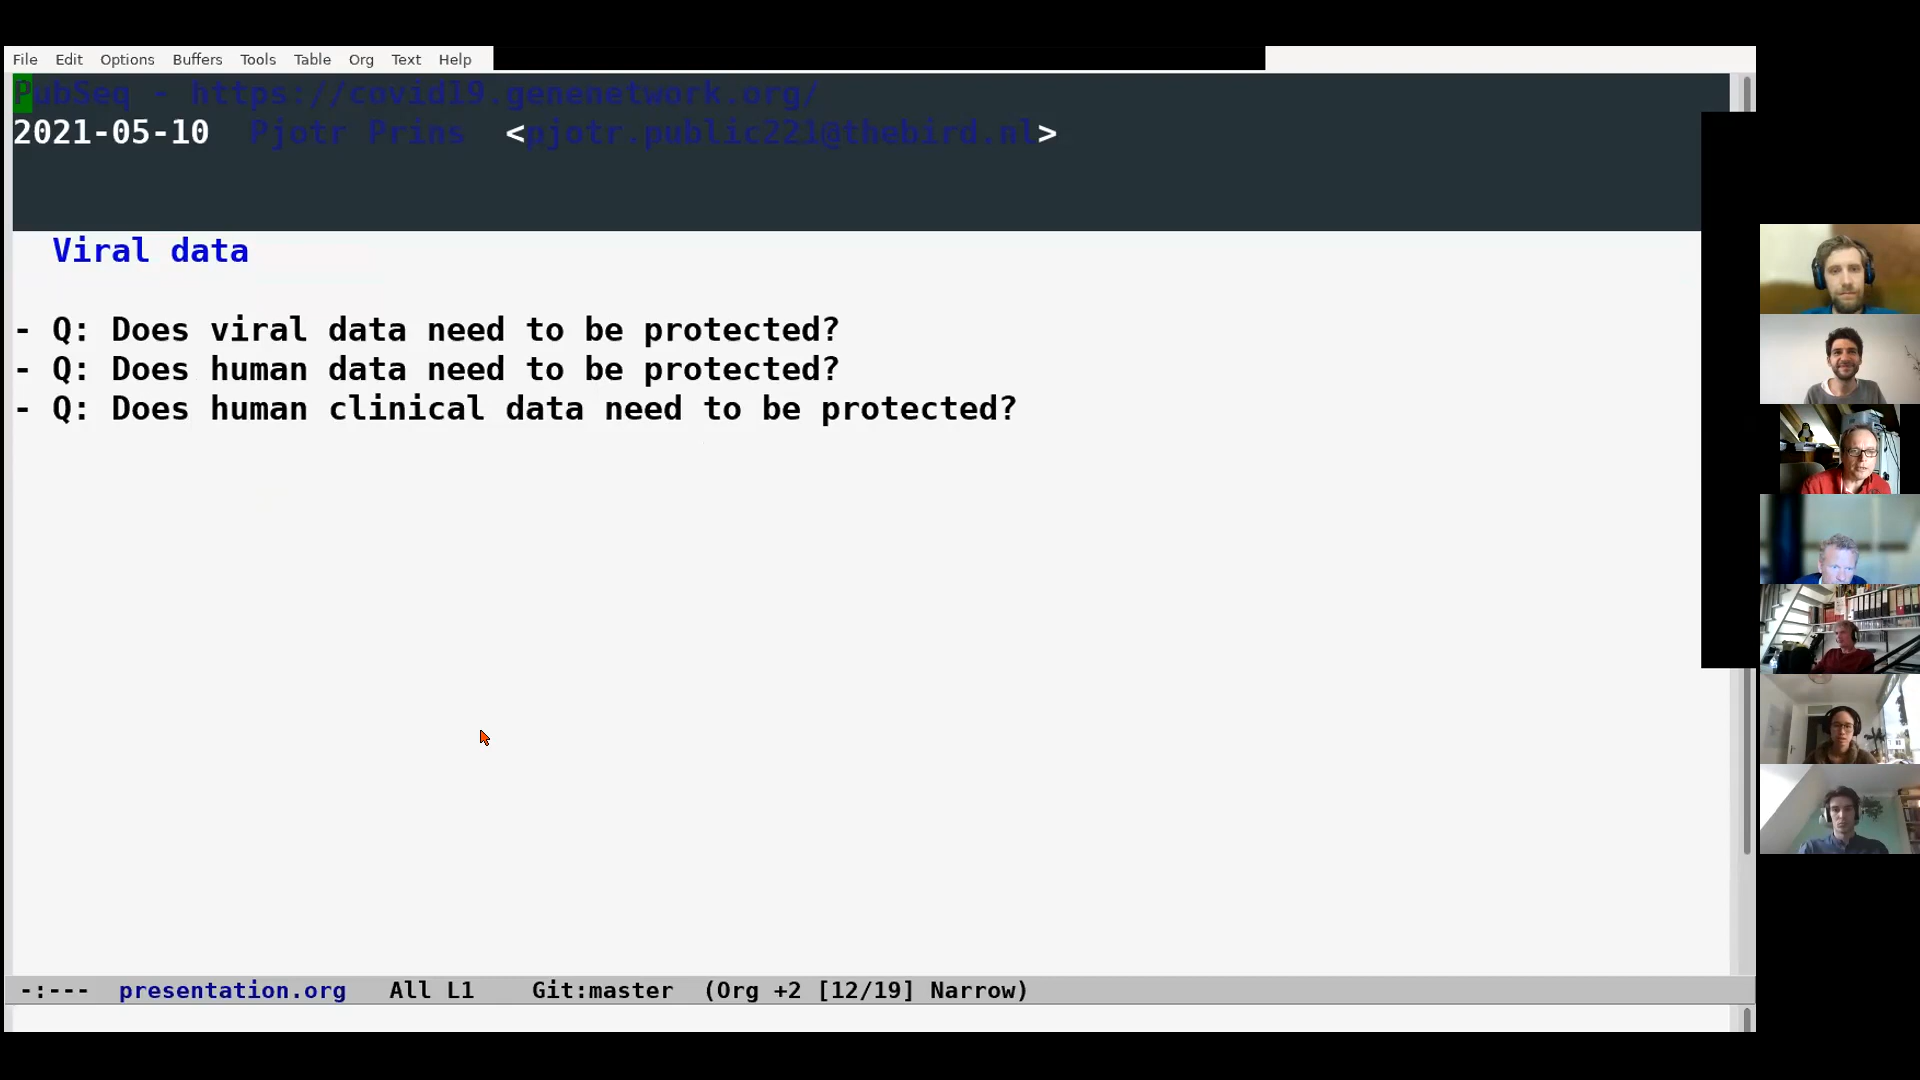 File Edit Options Buffers Tools Table Org Text Help
PubSeq - https://covid19.genenetwork.org/
2021-05-10 Pjotr Prins <pjotr.public221@thebird.nl>
Viral data
- Q: Does viral data need to be protected?
- Q: Does human data need to be protected?
- Q: Does human clinical data need to be protected?
-:--- presentation.org All L1 Git:master (Org +2 [12/19] Narrow)